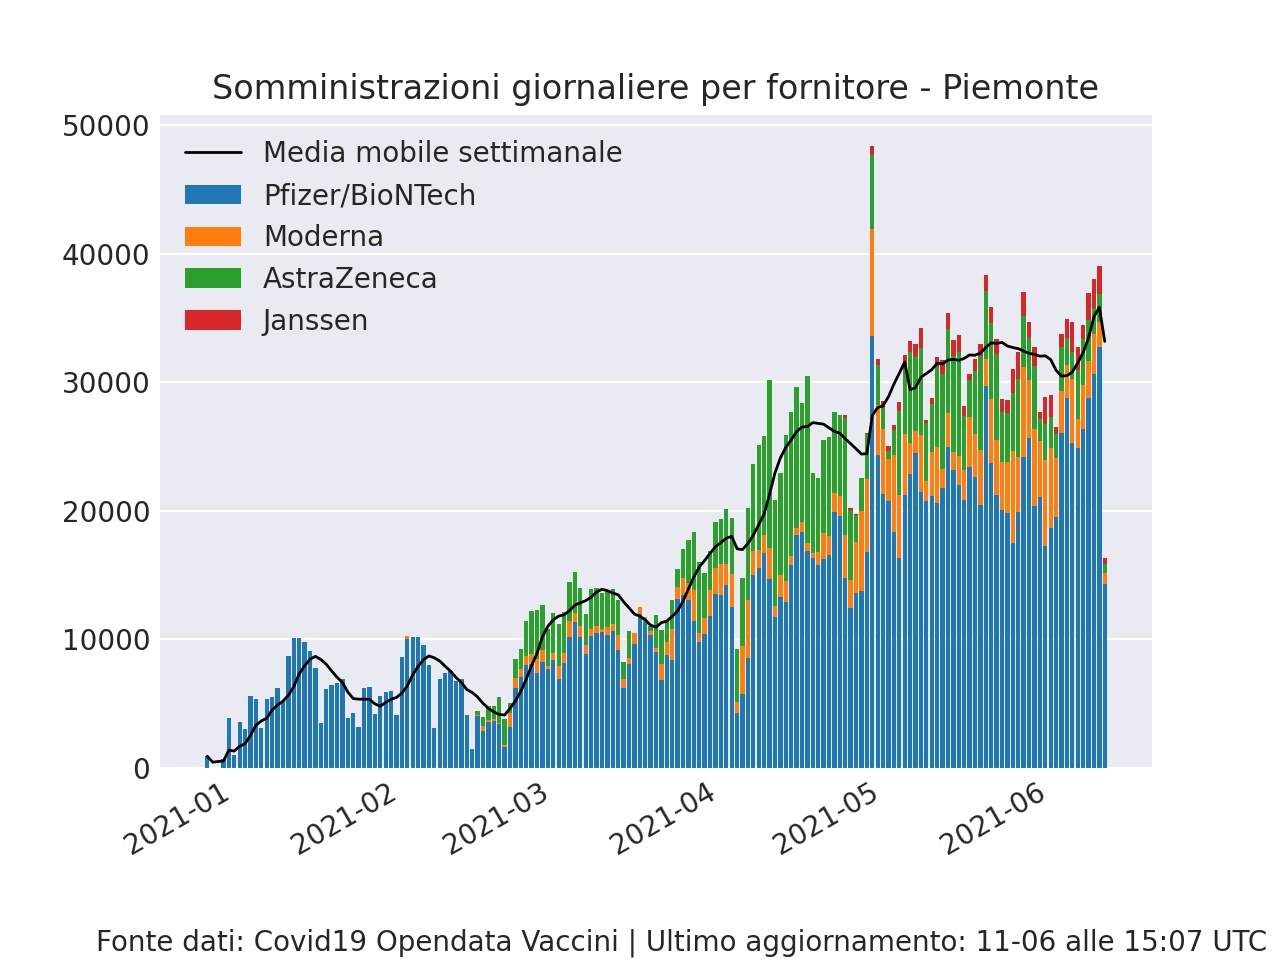 Somministrazioni giornaliere per fornitore - Piemonte
50000
40000
30000
20000
10000
0
Media mobile settimanale
Pfizer/BioNTech
Moderna
AstraZeneca
Janssen
2021-01
2021-02
2021-03
2021-04
2021-05
2021-06
Fonte dati: Covid19 Opendata Vaccini | Ultimo aggiornamento: 11-06 alle 15:07 UTC